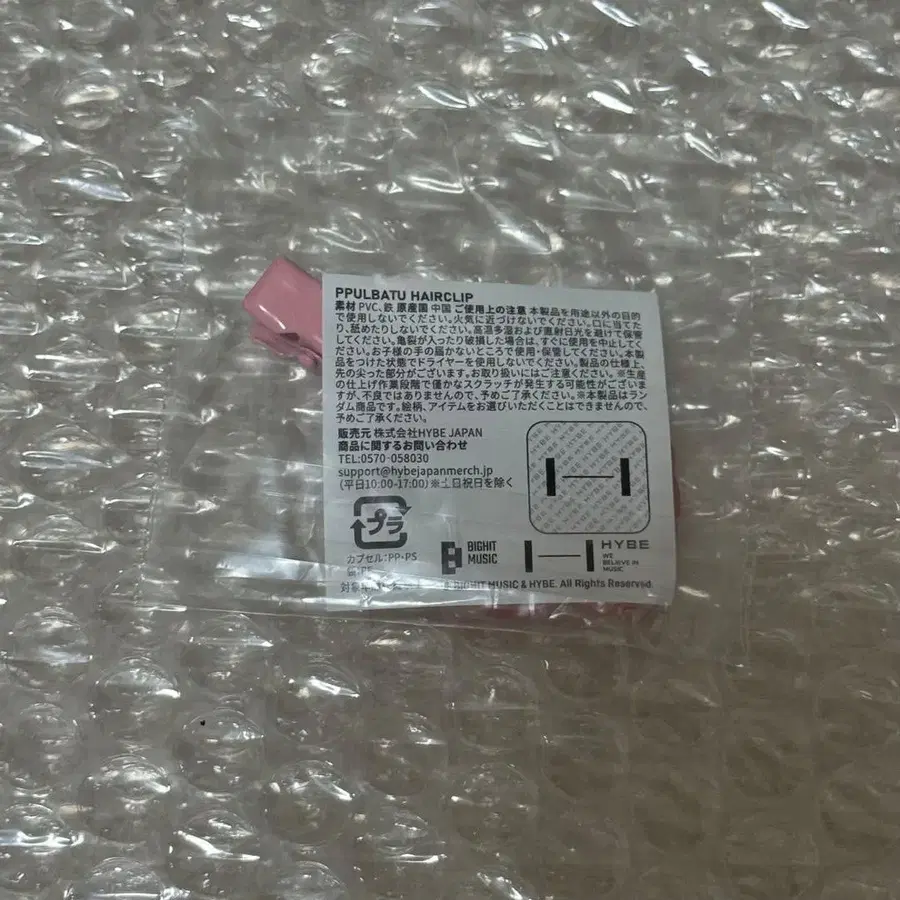 PPULBATU HAIRCLIP
素材 PVC、鉄 原産国 中国 ご使用上の注意 本製品を用途以外の目的
で使用しないでください。火気に近づけないでください。口に当てた
り、舐めたりしないでください。高温多湿および直射日光を避けて保管
してください。亀裂が入ったり破損した場合は、すぐに使用を中止してく
ださい。お子様の手の届かないところで使用・保管してください。本製
品をつけた状態でドライヤーを使用しないでください。製品の仕様上、
先の尖った部分がございます。お取り扱いにはご注意ください。※生産
の仕上げ作業段階で僅かなスクラッチが発生する可能性がございま
すが、不良ではありませんので、予めご了承ください。※本製品はラン
ダム商品です。絵柄、アイテムをお選びいただくことはできませんので、
予めご了承ください。
販売元 株式会社HYBE JAPAN
商品に関するお問い合わせ
TEL:0570-058030
support@hybejapanmerch.jp
(平日10:00-17:00)※土日祝日を除く
プラ
カプセル:PP・PS
BIGHIT
MUSIC
HYBE
WE
BELIEVE IN
MUSIC
対象年
BIGHIT MUSIC & HYBE. All Rights Reserved.